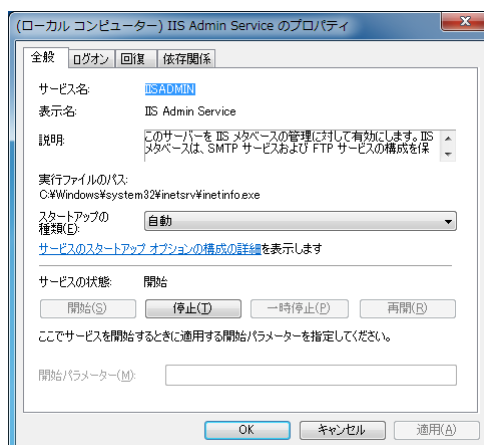 (ローカル コンピューター) IIS Admin Service のプロパティ
全般 ログオン 回復 依存関係
サービス名: IISADMIN
表示名: IIS Admin Service
説明: このサーバーを IIS メタベースの管理に対して有効にします。IIS
メタベースは、SMTP サービスおよび FTP サービスの構成を保
実行ファイルのパス:
C:¥Windows¥system32¥inetsrv¥inetinfo.exe
スタートアップの
種類(E): 自動
サービスのスタートアップ オプションの構成の詳細を表示します
サービスの状態: 開始
開始(S) 停止(T) 一時停止(P) 再開(R)
ここでサービスを開始するときに適用する開始パラメーターを指定してください。
開始パラメーター(M):
OK キャンセル 適用(A)